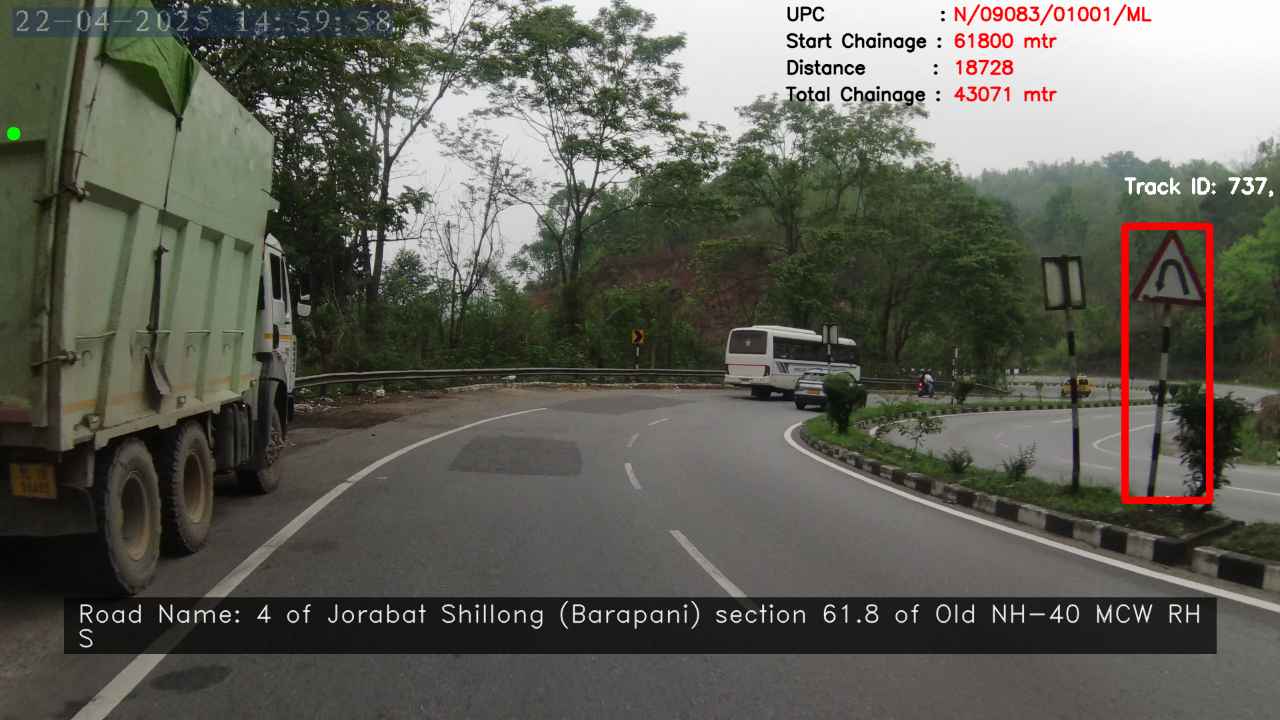 22-04-2025 14:59:58
UPC : N/09083/01001/ML
Start Chainage : 61800 mtr
Distance : 18728
Total Chainage : 43071 mtr
Track ID: 737,
Road Name: 4 of Jorabat Shillong (Barapani) section 61.8 of Old NH-40 MCW RH
S